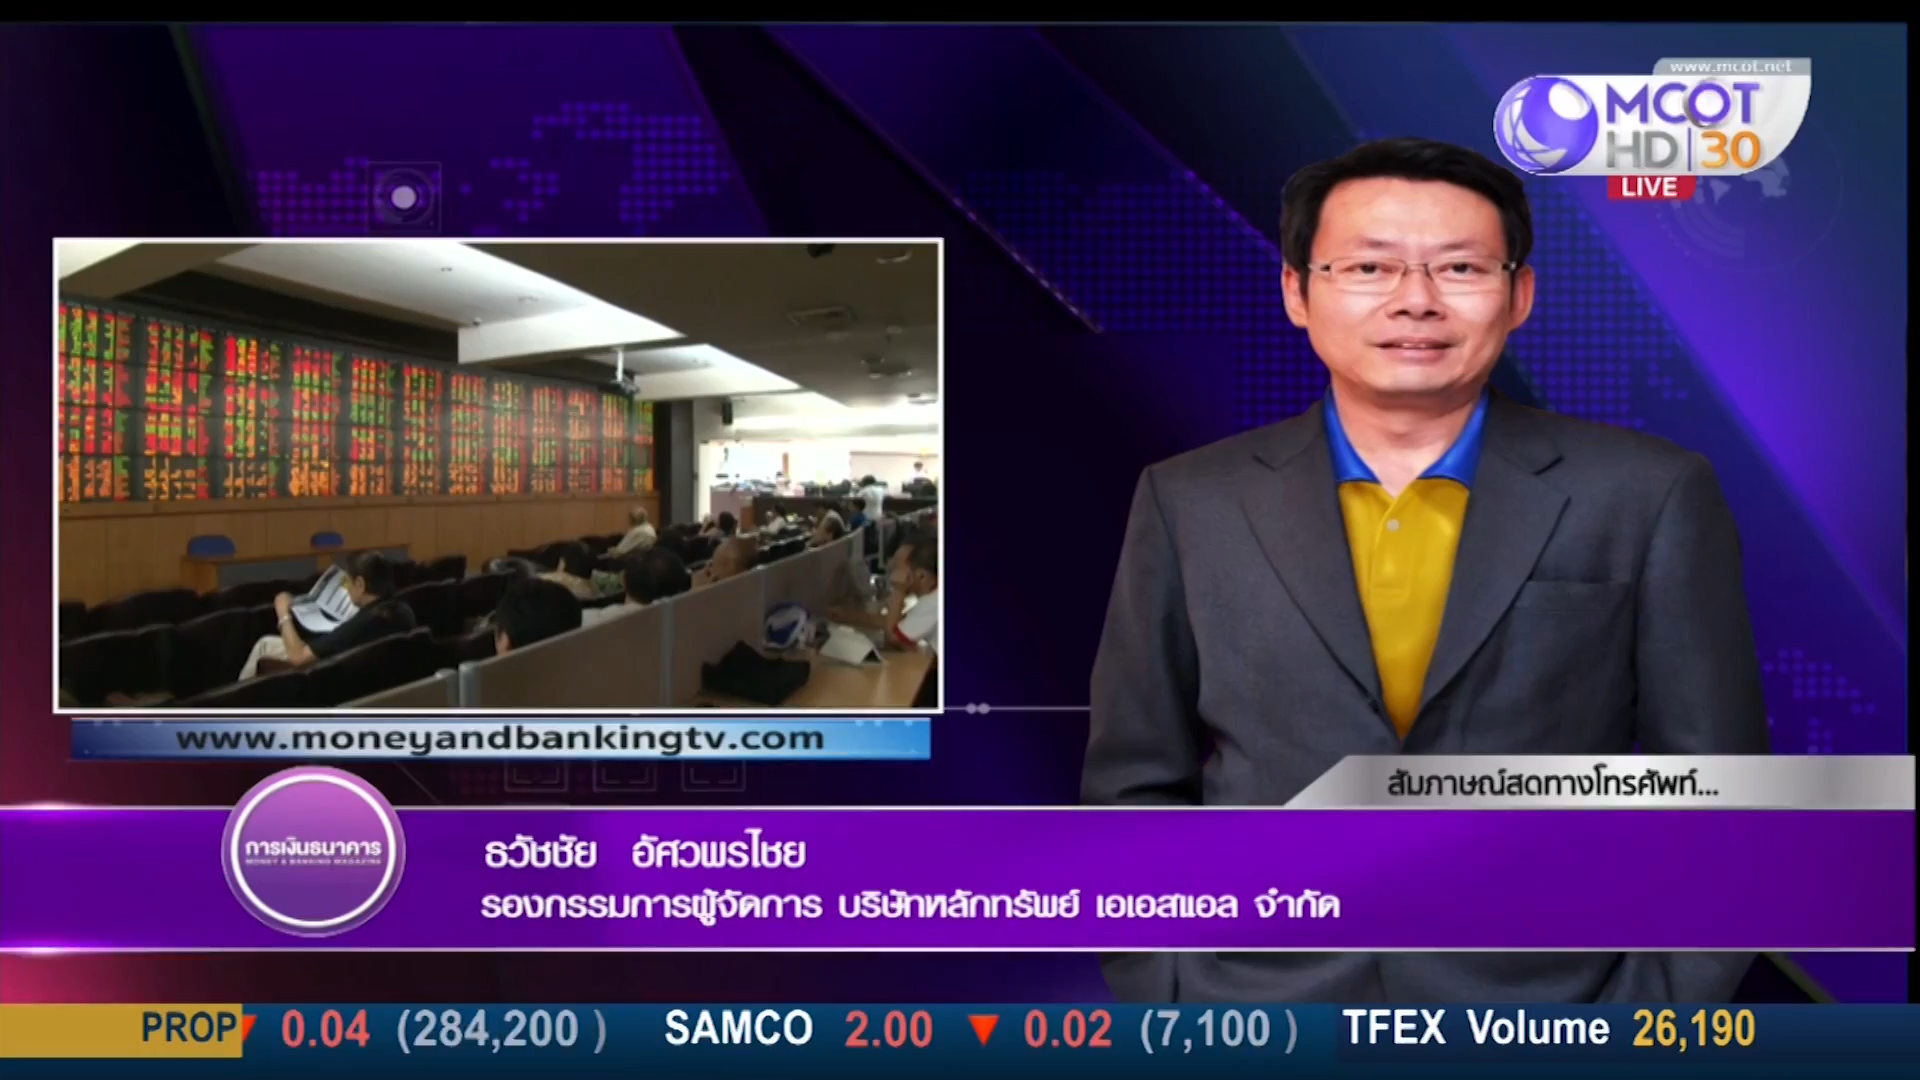 www.mcot.net
MCOT
HD 30
LIVE
www.moneyandbankingtv.com
สัมภาษณ์สดทางโทรศัพท์...
การเงินธนาคาร
MONEY & BANKING MAGAZINE
ธวัชชัย อัศวพรไชย
รองกรรมการผู้จัดการ บริษัทหลักทรัพย์ เอเอสแอล จำกัด
PROP ▼ 0.04 (284,200 ) SAMCO 2.00 ▼ 0.02 (7,100 ) TFEX Volume 26,190